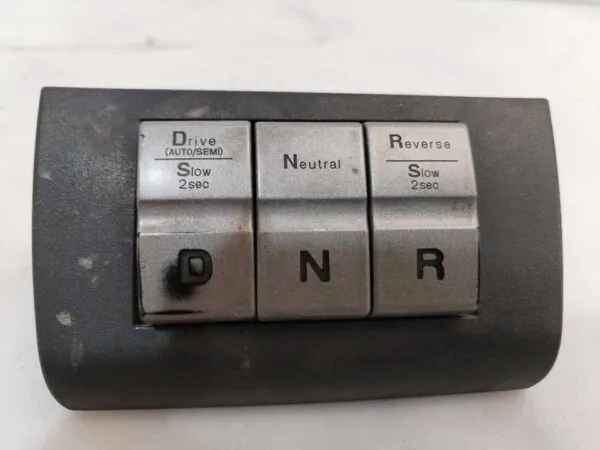 Drive
(AUTO/SEMI)
Slow
2sec
D
Neutral
N
Reverse
Slow
2sec
R